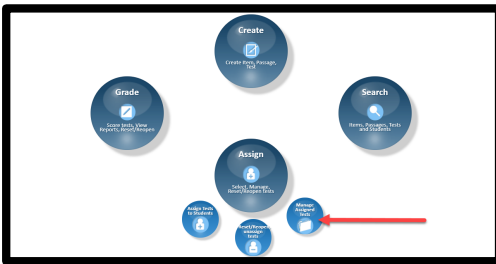 Create
Create Item, Passage,
Test
Grade
Score tests, View
Reports, Reset/Reopen
Search
Items, Passages, Tests
and Students
Assign
Select, Manage,
Reset/Reopen tests
Assign Tests
to Students
Reset/Reopen
unassign
Tests
Manage
Assigned
Tests